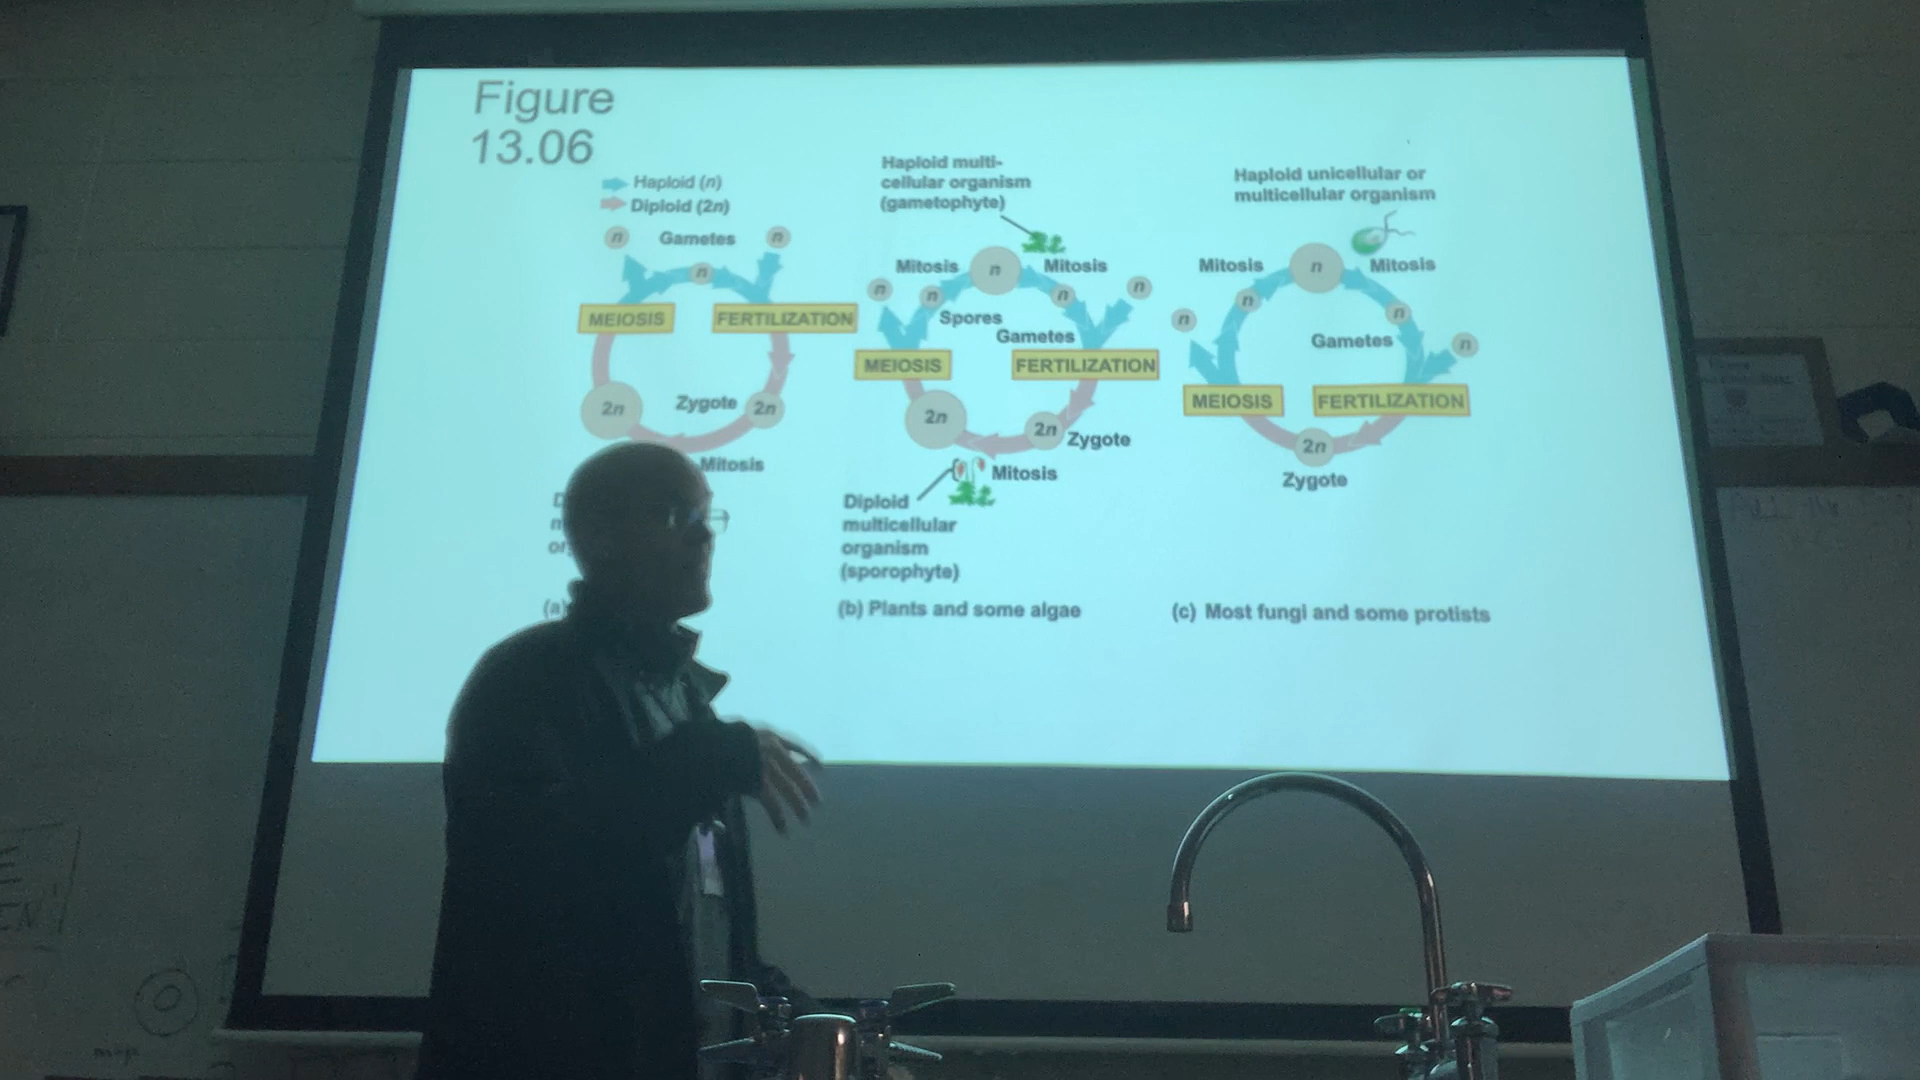 Figure
13.06
Haploid (n)
Diploid (2n)
n
Gametes
n
n
MEIOSIS
FERTILIZATION
2n
Zygote
2n
Mitosis
(a)
Haploid multi-
cellular organism
(gametophyte)
Mitosis
n
Mitosis
n
n
n
n
Spores
Gametes
MEIOSIS
FERTILIZATION
2n
2n
Zygote
Mitosis
Diploid
multicellular
organism
(sporophyte)
(b) Plants and some algae
Haploid unicellular or
multicellular organism
Mitosis
n
Mitosis
n
n
n
Gametes
n
MEIOSIS
FERTILIZATION
2n
Zygote
(c) Most fungi and some protists